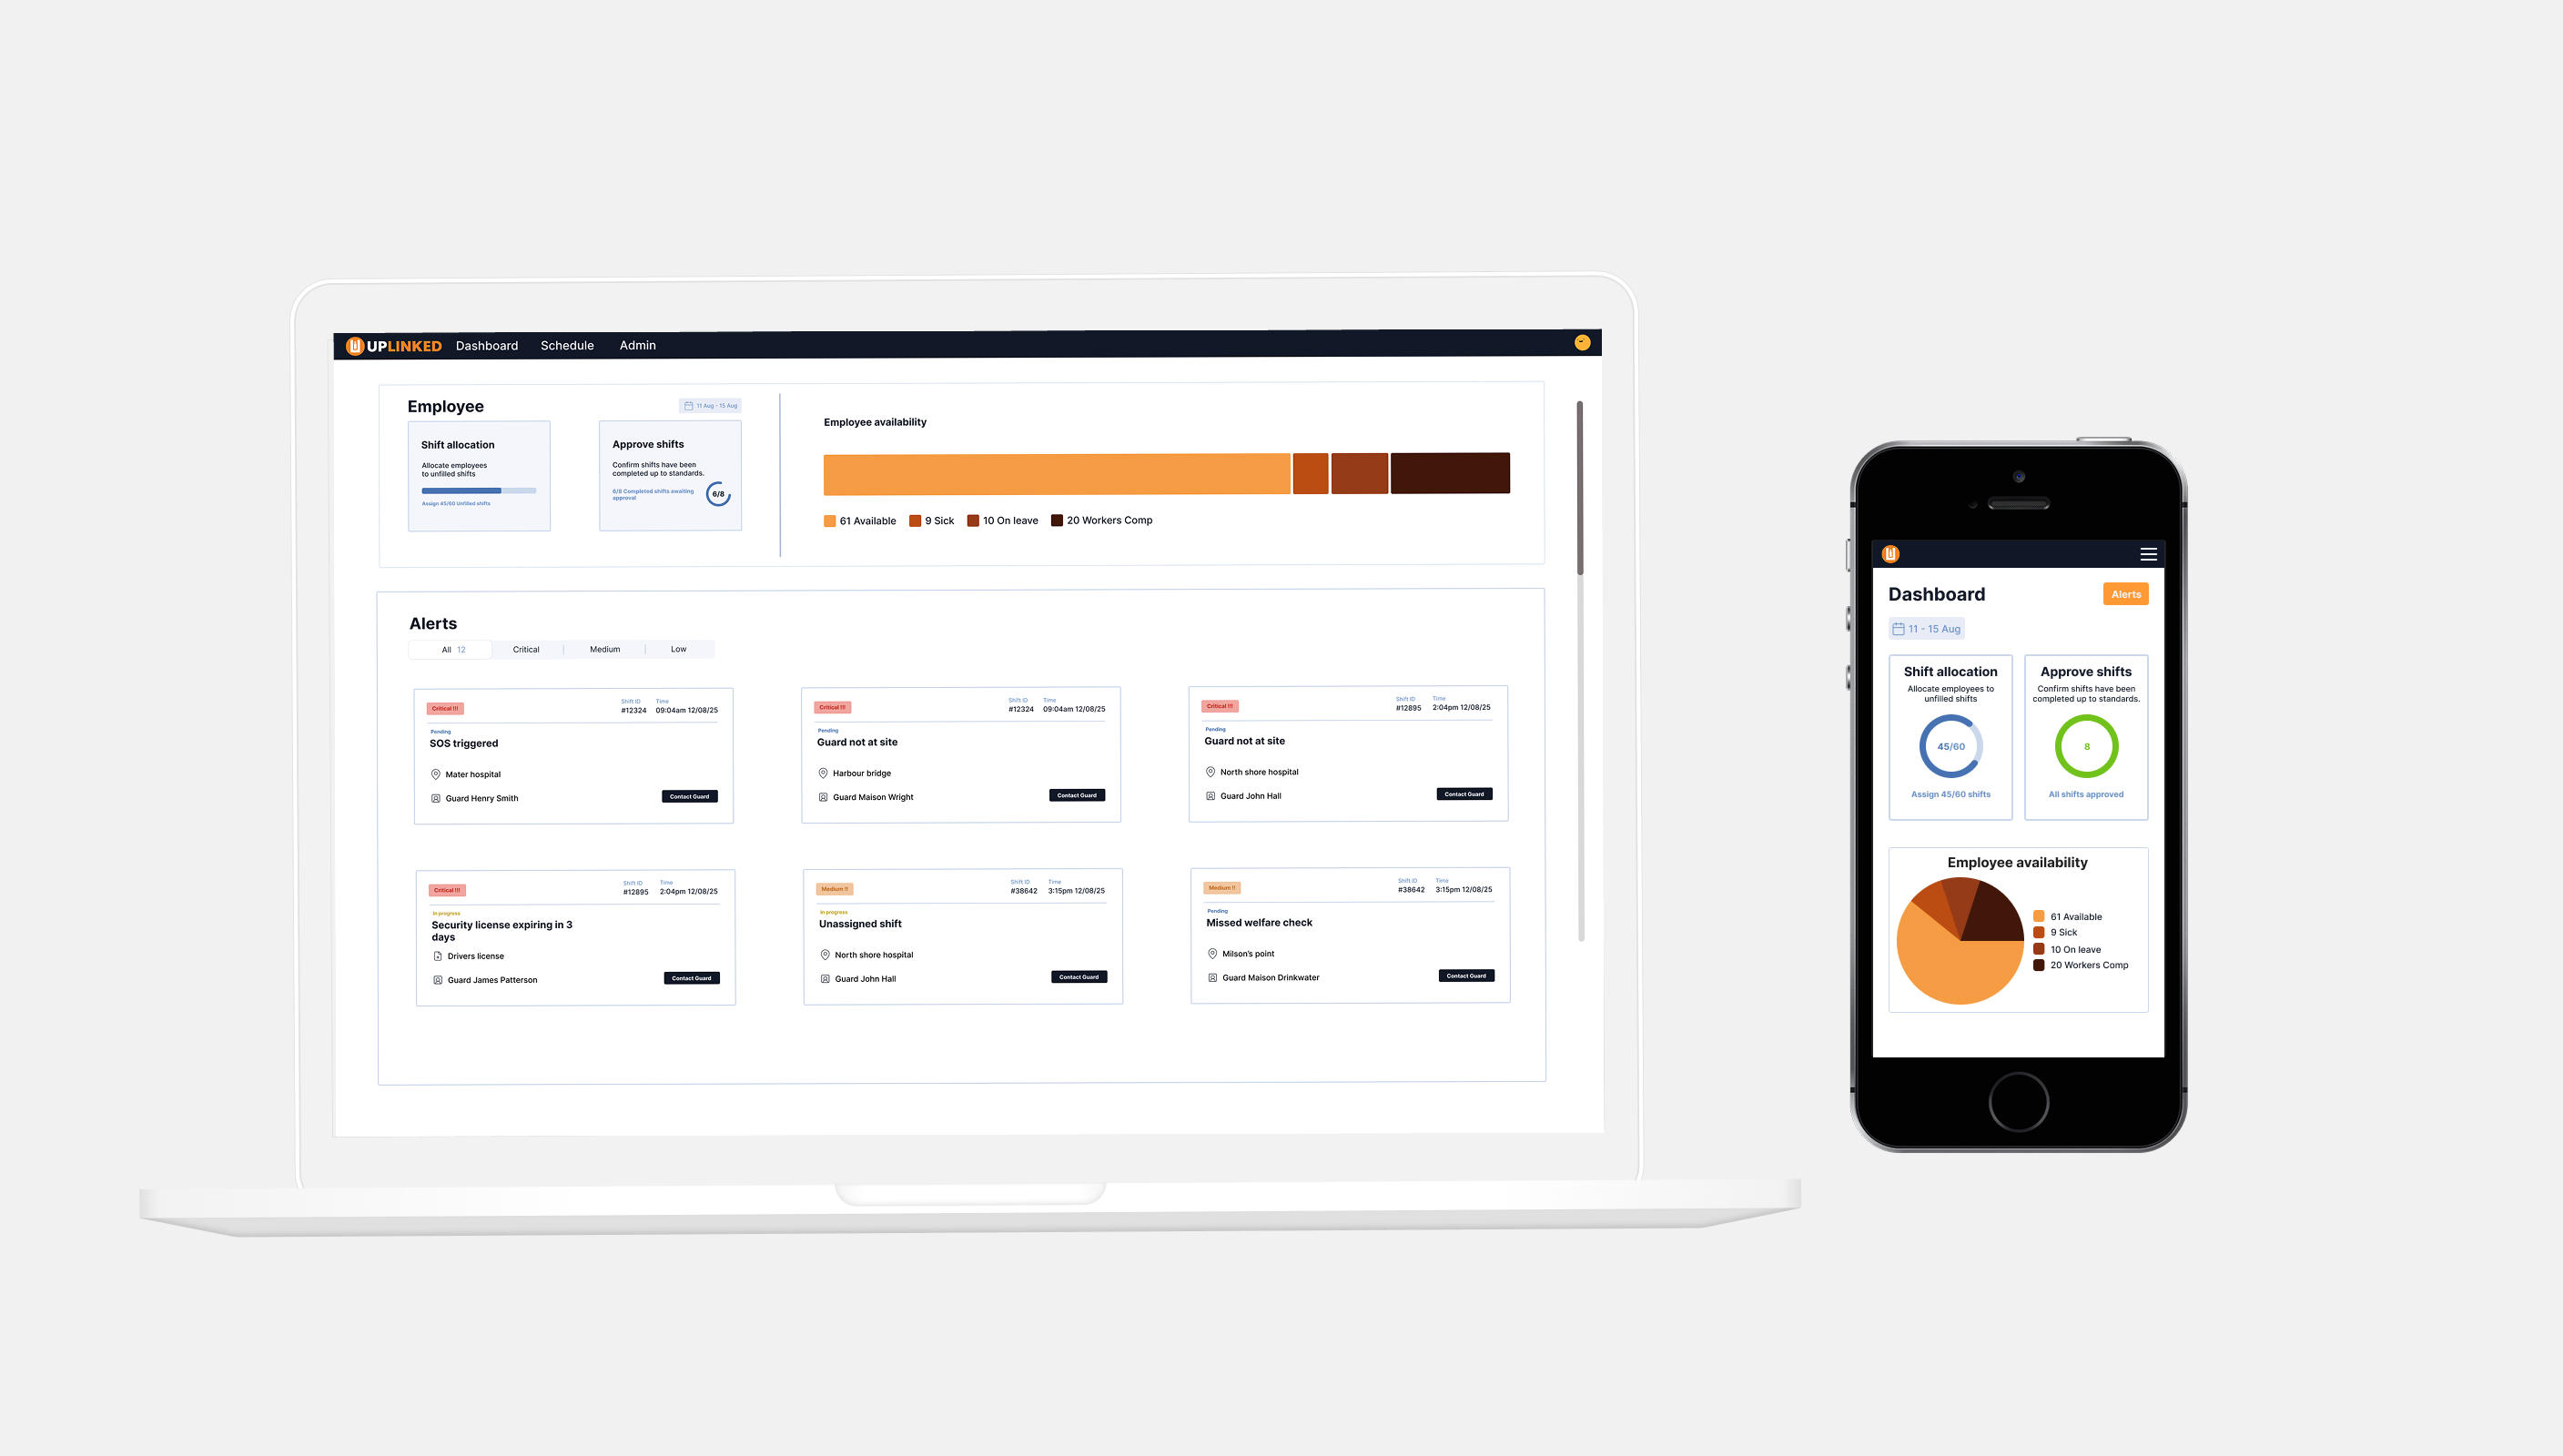 UPLINKED Dashboard Schedule Admin
Employee
11 Aug - 15 Aug
Shift allocation
Allocate employees
to unfilled shifts
Assign 45/60 Unfilled shifts
Approve shifts
Confirm shifts have been
completed up to standards.
6/8 Completed shifts awaiting
approval
6/8
Employee availability
61 Available 9 Sick 10 On leave 20 Workers Comp
Alerts
All 12 Critical Medium Low
Critical !!!
Shift ID Time
#12324 09:04am 12/08/25
Pending
SOS triggered
Mater hospital
Guard Henry Smith
Contact Guard
Critical !!!
Shift ID Time
#12324 09:04am 12/08/25
Pending
Guard not at site
Harbour bridge
Guard Maison Wright
Contact Guard
Critical !!!
Shift ID Time
#12895 2:04pm 12/08/25
Pending
Guard not at site
North shore hospital
Guard John Hall
Contact Guard
Critical !!!
Shift ID Time
#12895 2:04pm 12/08/25
In progress
Security license expiring in 3
days
Drivers license
Guard James Patterson
Contact Guard
Medium !!
Shift ID Time
#38642 3:15pm 12/08/25
In progress
Unassigned shift
North shore hospital
Guard John Hall
Contact Guard
Medium !!
Shift ID Time
#38642 3:15pm 12/08/25
Pending
Missed welfare check
Milson's point
Guard Maison Drinkwater
Contact Guard
Dashboard
Alerts
11 - 15 Aug
Shift allocation
Allocate employees to
unfilled shifts
45/60
Assign 45/60 shifts
Approve shifts
Confirm shifts have been
completed up to standards.
8
All shifts approved
Employee availability
61 Available
9 Sick
10 On leave
20 Workers Comp